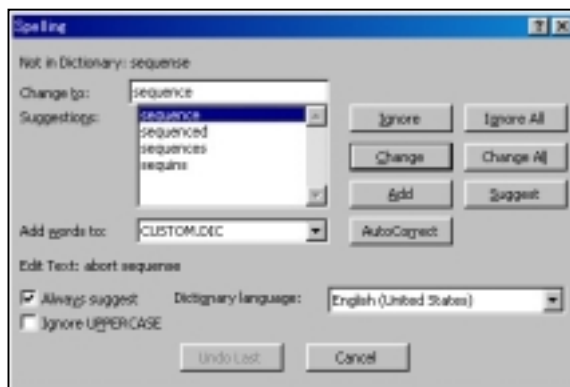 Spelling
Not in Dictionary: sequense
Change to: sequence
Suggestions: sequence
sequenced
sequences
sequins
Ignore Ignore All
Change Change All
Add Suggest
Add words to: CUSTOM.DIC AutoCorrect
Edit Text: abort sequense
Always suggest Dictionary language: English (United States)
Ignore UPPERCASE
Undo Last Cancel